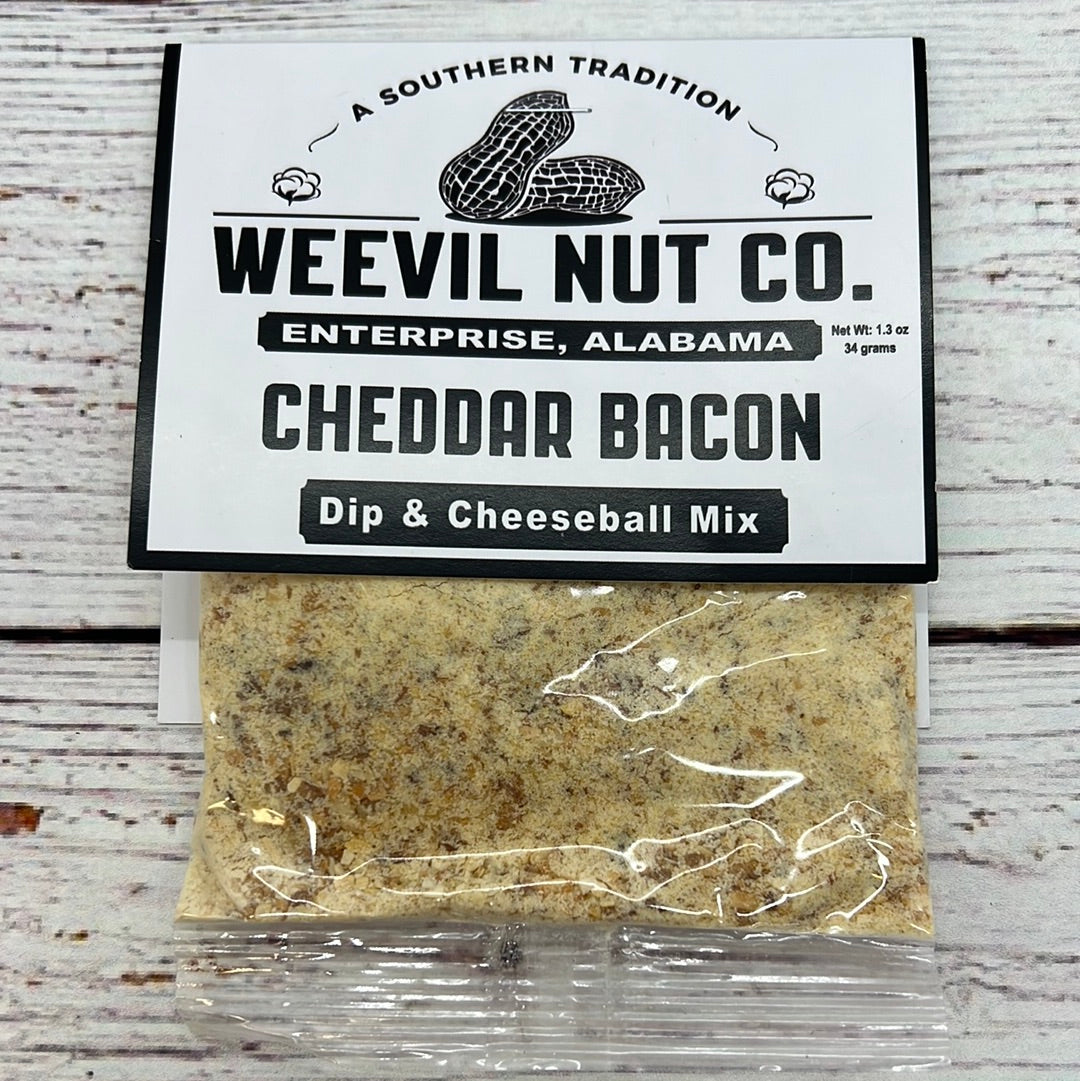 A SOUTHERN TRADITION
WEEVIL NUT CO.
ENTERPRISE, ALABAMA
Net Wt: 1.3 oz
34 grams
CHEDDAR BACON
Dip & Cheeseball Mix